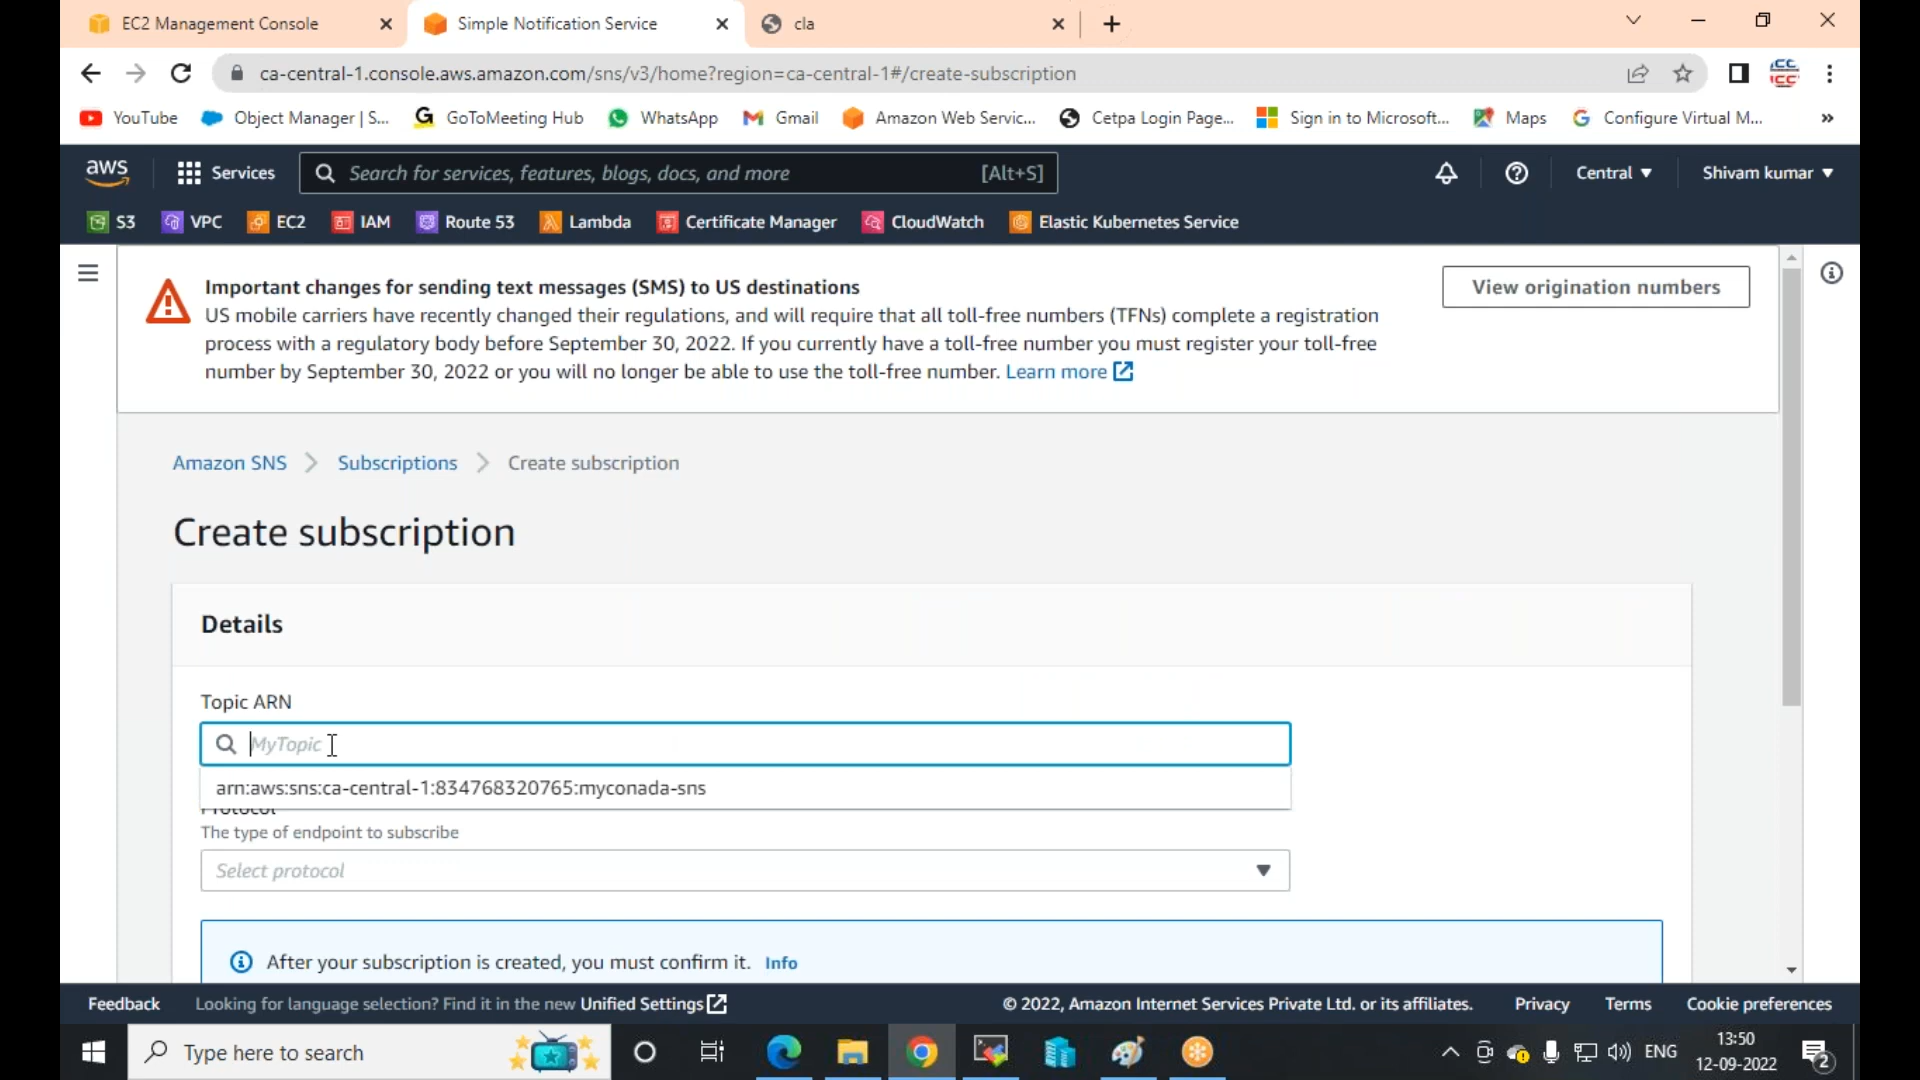 EC2 Management Console
Simple Notification Service
cla
ca-central-1.console.aws.amazon.com/sns/v3/home?region=ca-central-1#/create-subscription
YouTube
Object Manager | S...
GoToMeeting Hub
WhatsApp
Gmail
Amazon Web Servic...
Cetpa Login Page...
Sign in to Microsoft...
Maps
Configure Virtual M...
»
aws
Services
Search for services, features, blogs, docs, and more
[Alt+S]
Central
Shivam kumar
S3
VPC
EC2
IAM
Route 53
Lambda
Certificate Manager
CloudWatch
Elastic Kubernetes Service
Important changes for sending text messages (SMS) to US destinations
View origination numbers
US mobile carriers have recently changed their regulations, and will require that all toll-free numbers (TFNs) complete a registration
process with a regulatory body before September 30, 2022. If you currently have a toll-free number you must register your toll-free
number by September 30, 2022 or you will no longer be able to use the toll-free number. Learn more
Amazon SNS
Subscriptions
Create subscription
Create subscription
Details
Topic ARN
MyTopic
arn:aws:sns:ca-central-1:834768320765:myconada-sns
Protocol
The type of endpoint to subscribe
Select protocol
After your subscription is created, you must confirm it. Info
Feedback
Looking for language selection? Find it in the new Unified Settings
© 2022, Amazon Internet Services Private Ltd. or its affiliates.
Privacy
Terms
Cookie preferences
Type here to search
ENG
13:50
12-09-2022
2